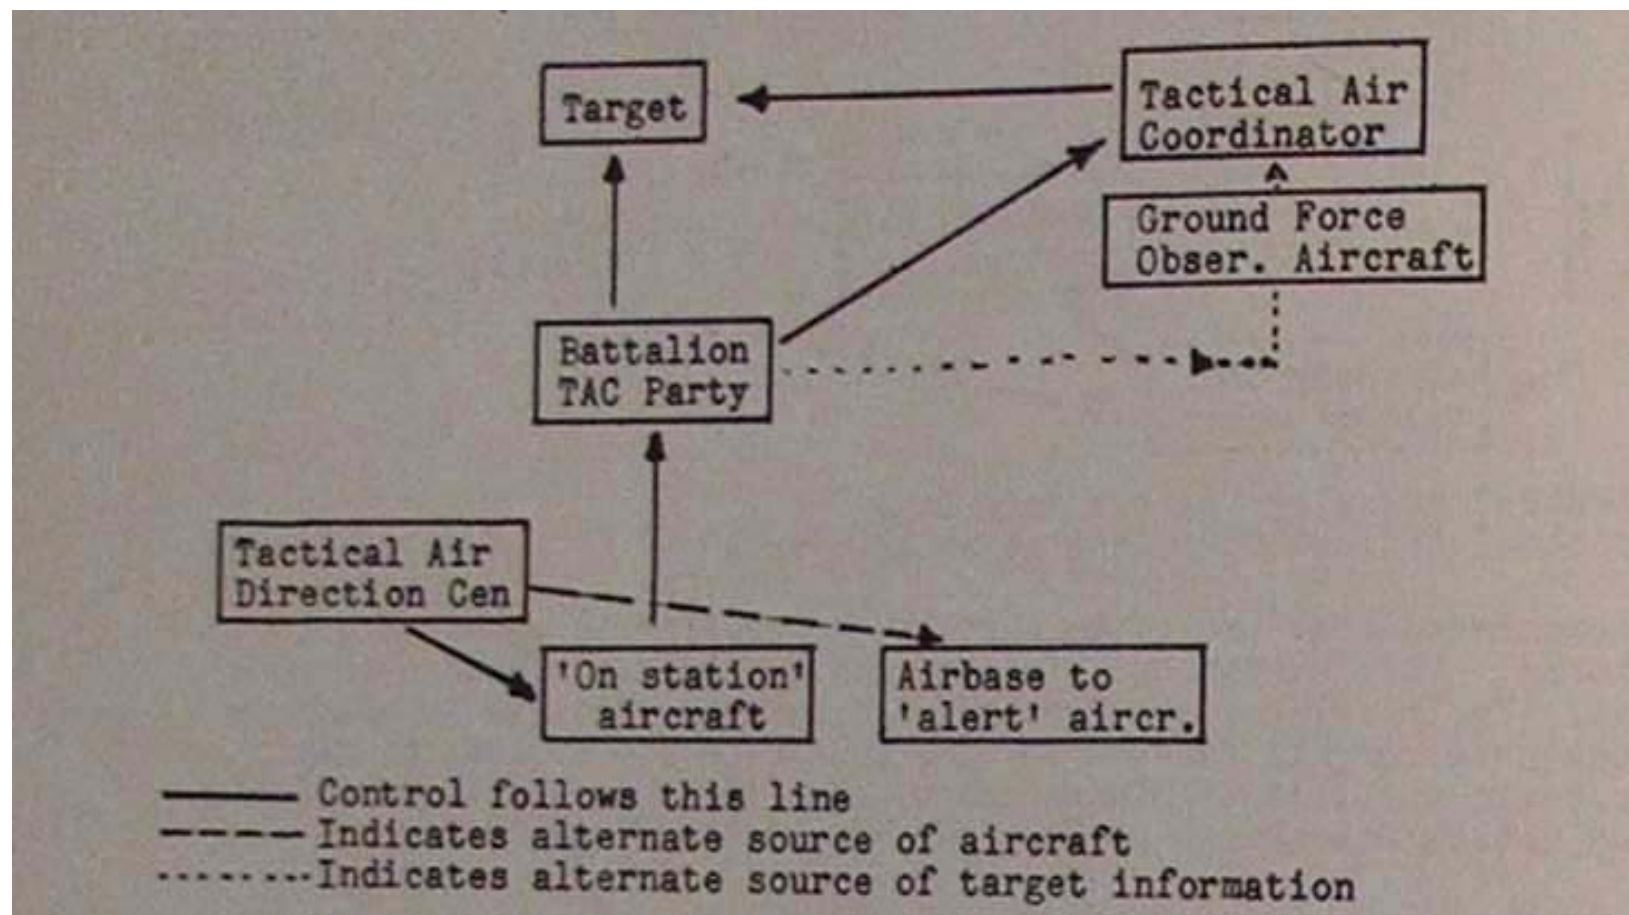 Target
Tactical Air
Coordinator
Ground Force
Obser. Aircraft
Battalion
TAC Party
Tactical Air
Direction Cen
'On station'
aircraft
Airbase to
'alert' aircr.
Control follows this line
Indicates alternate source of aircraft
Indicates alternate source of target information